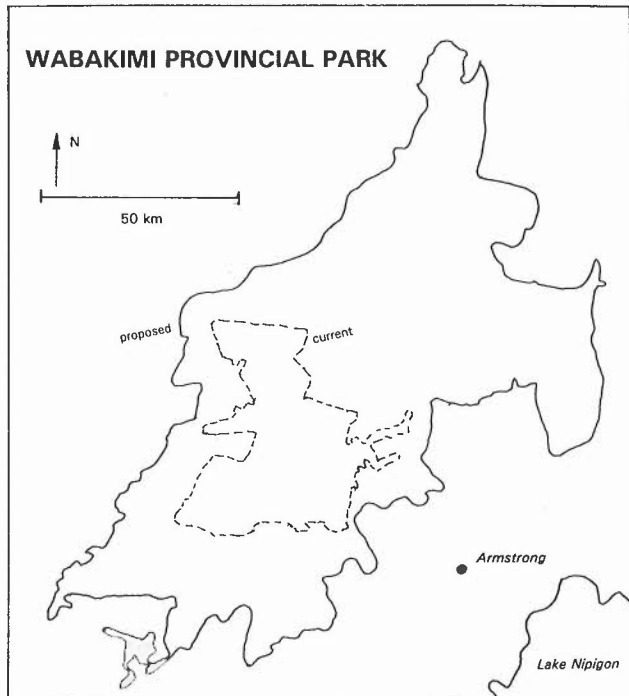 WABAKIMI PROVINCIAL PARK
N
50 km
proposed
current
Armstrong
Lake Nipigon